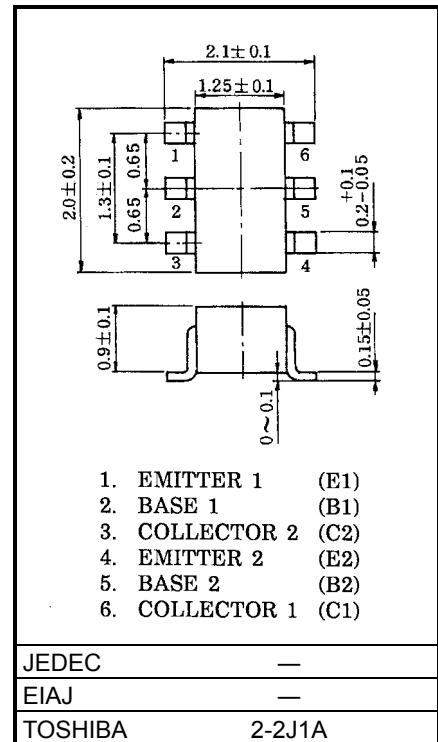 2.1±0.1
1.25±0.1
1
6
2.0±0.2
1.3±0.1
0.65
0.65
2
5
+0.1
0.2-0.05
3
4
0.9±0.1
0.15±0.05
0~0.1
1. EMITTER 1 (E1)
2. BASE 1 (B1)
3. COLLECTOR 2 (C2)
4. EMITTER 2 (E2)
5. BASE 2 (B2)
6. COLLECTOR 1 (C1)
JEDEC —
EIAJ —
TOSHIBA 2-2J1A